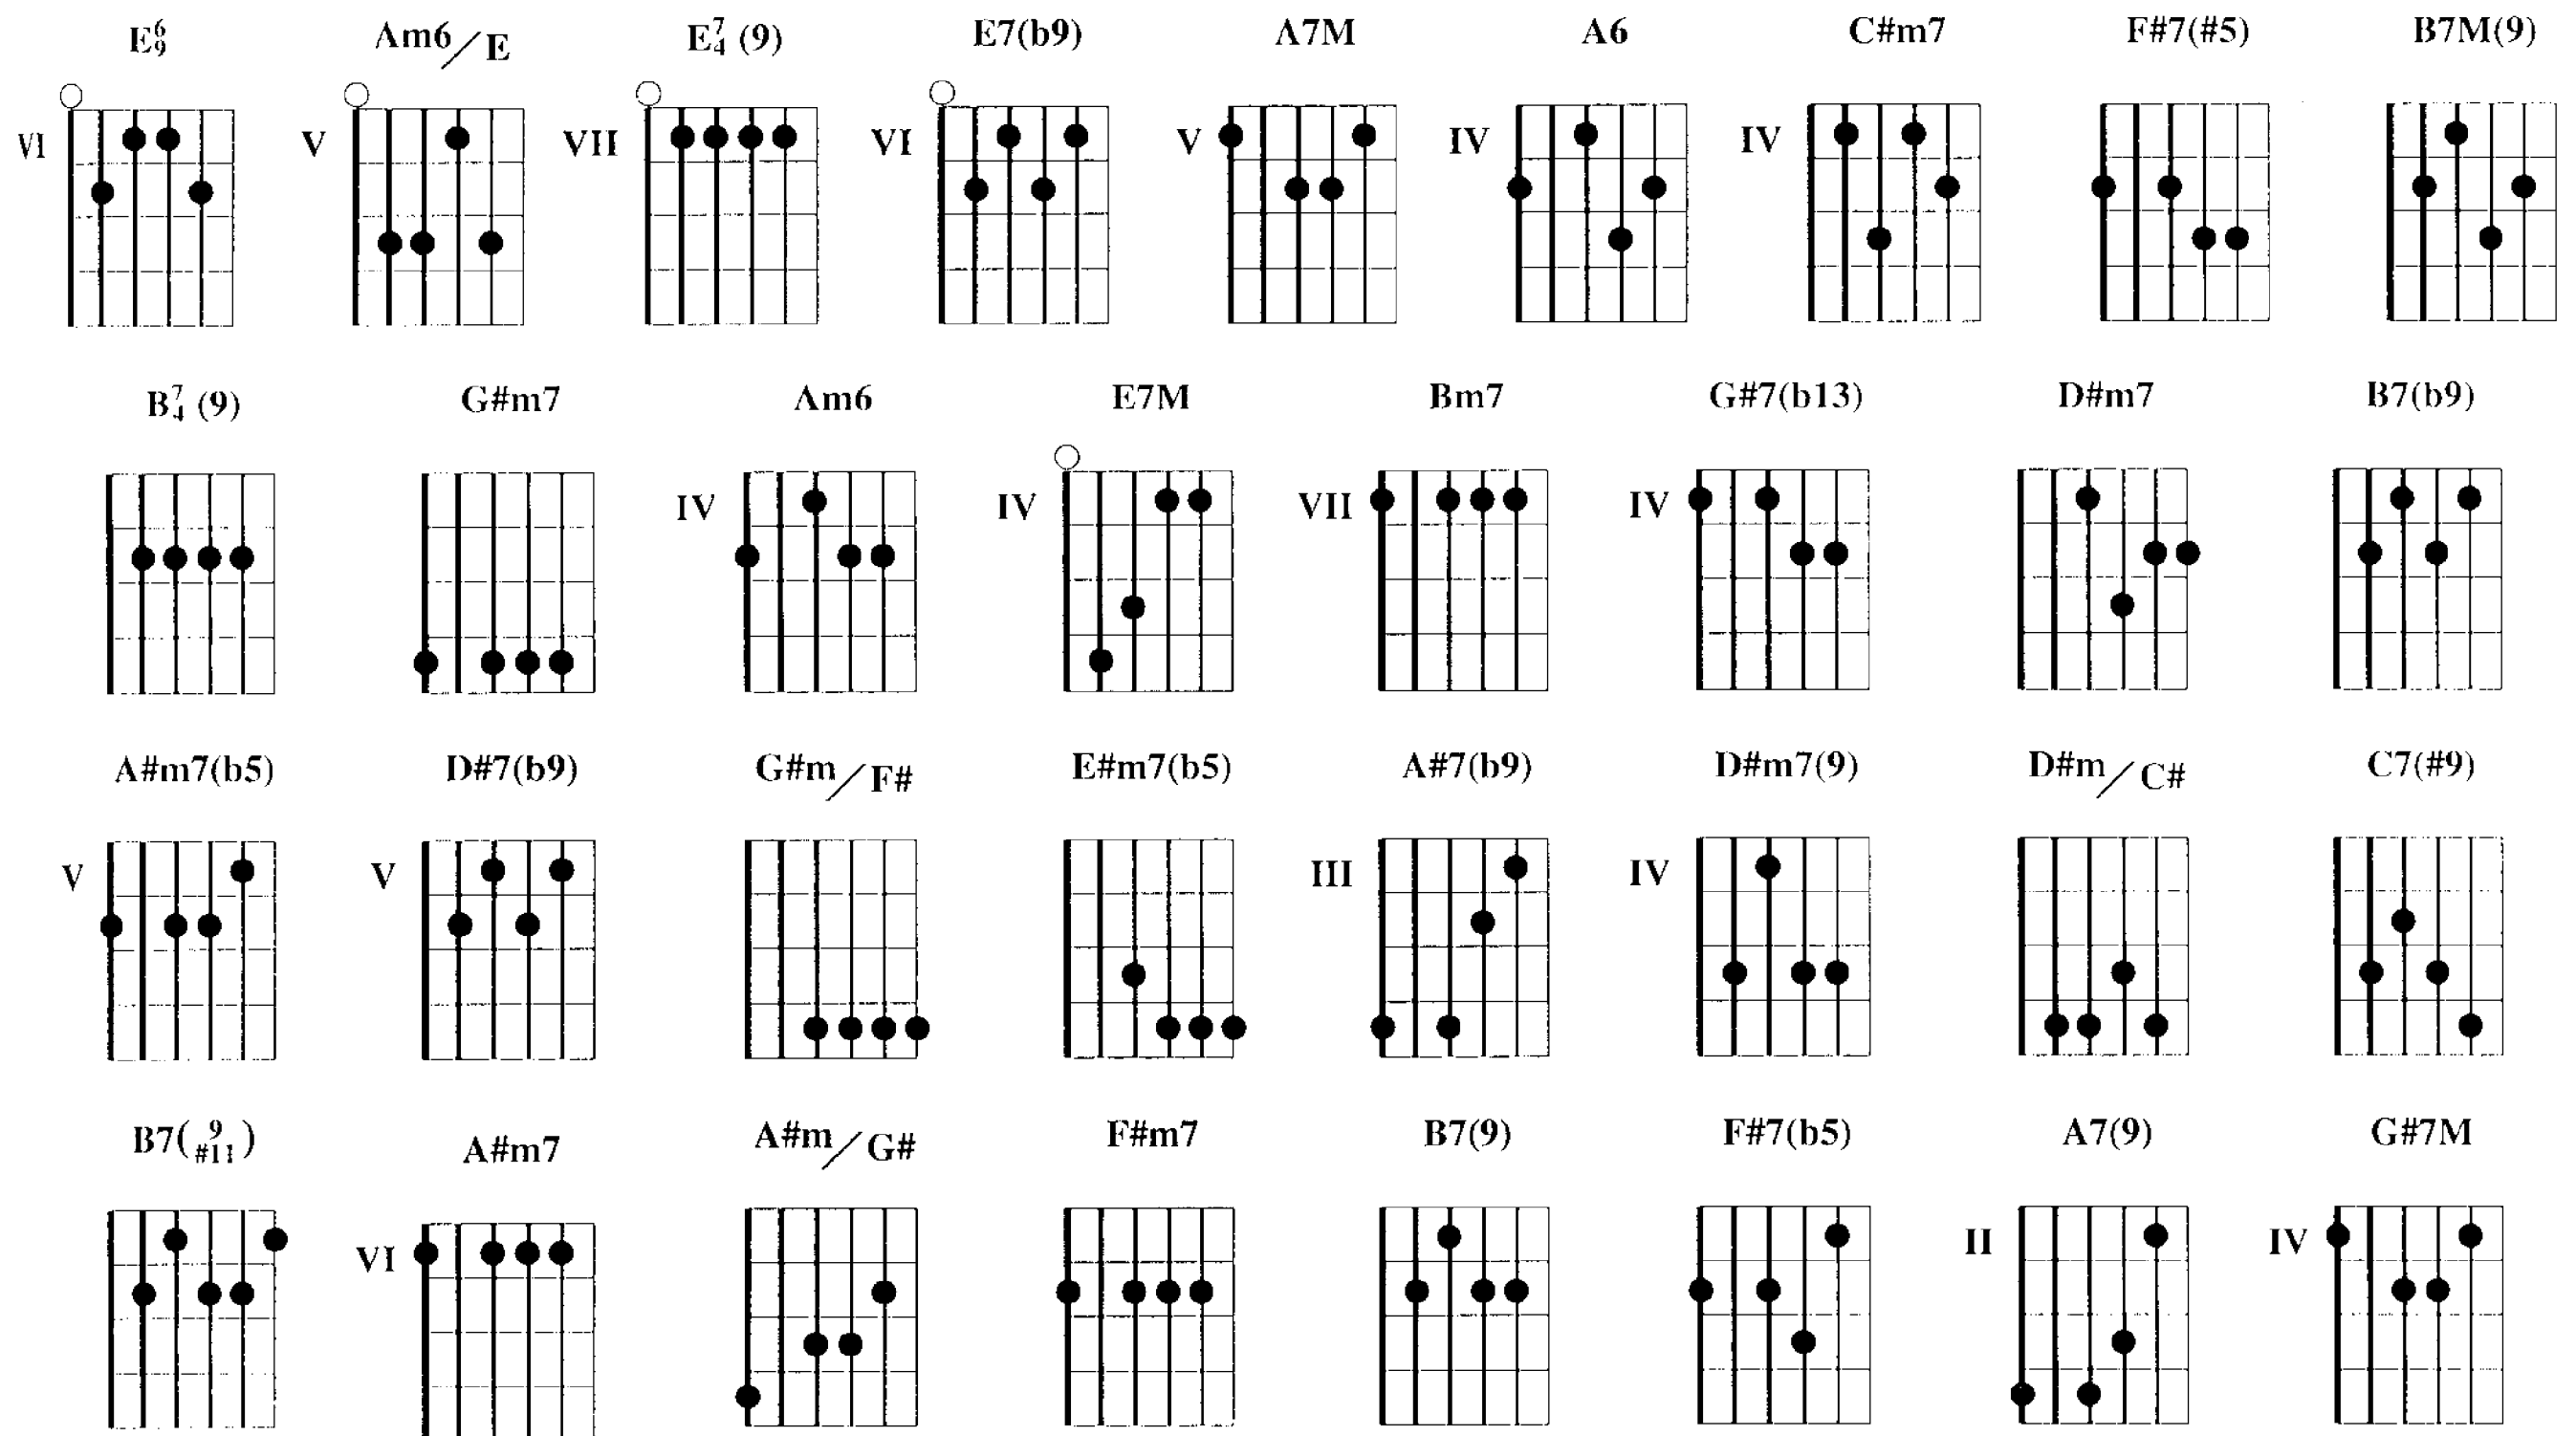 E6/9 Am6/E E7/4 (9) E7(b9) A7M A6 C#m7 F#7(#5) B7M(9)
VI V VII VI V IV IV
B7/4 (9) G#m7 Am6 E7M Bm7 G#7(b13) D#m7 B7(b9)
IV IV VII IV
A#m7(b5) D#7(b9) G#m/F# E#m7(b5) A#7(b9) D#m7(9) D#m/C# C7(#9)
V V III IV
B7(9/#11) A#m7 A#m/G# F#m7 B7(9) F#7(b5) A7(9) G#7M
VI II IV